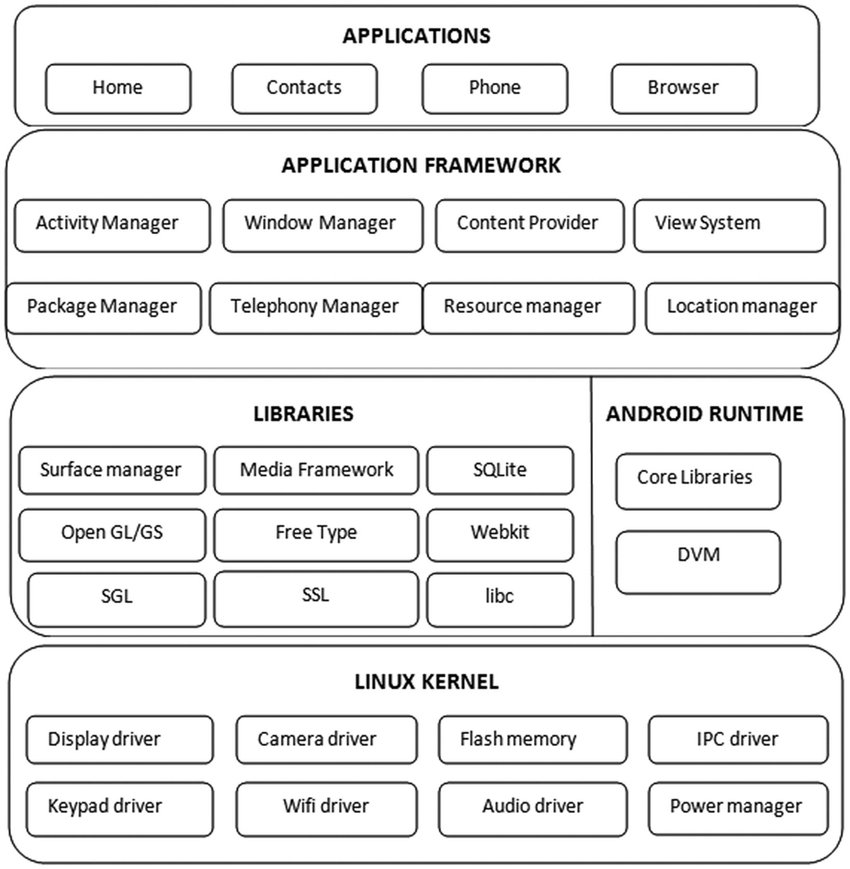 APPLICATIONS
Home
Contacts
Phone
Browser
APPLICATION FRAMEWORK
Activity Manager
Window Manager
Content Provider
View System
Package Manager
Telephony Manager
Resource manager
Location manager
LIBRARIES
Surface manager
Media Framework
SQLite
Open GL/GS
Free Type
Webkit
SGL
SSL
libc
ANDROID RUNTIME
Core Libraries
DVM
LINUX KERNEL
Display driver
Camera driver
Flash memory
IPC driver
Keypad driver
Wifi driver
Audio driver
Power manager